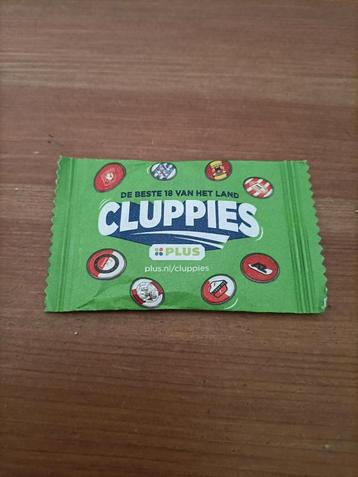 DE BESTE 18 VAN HET LAND
CLUPPIES
PLUS
plus.nl/cluppies